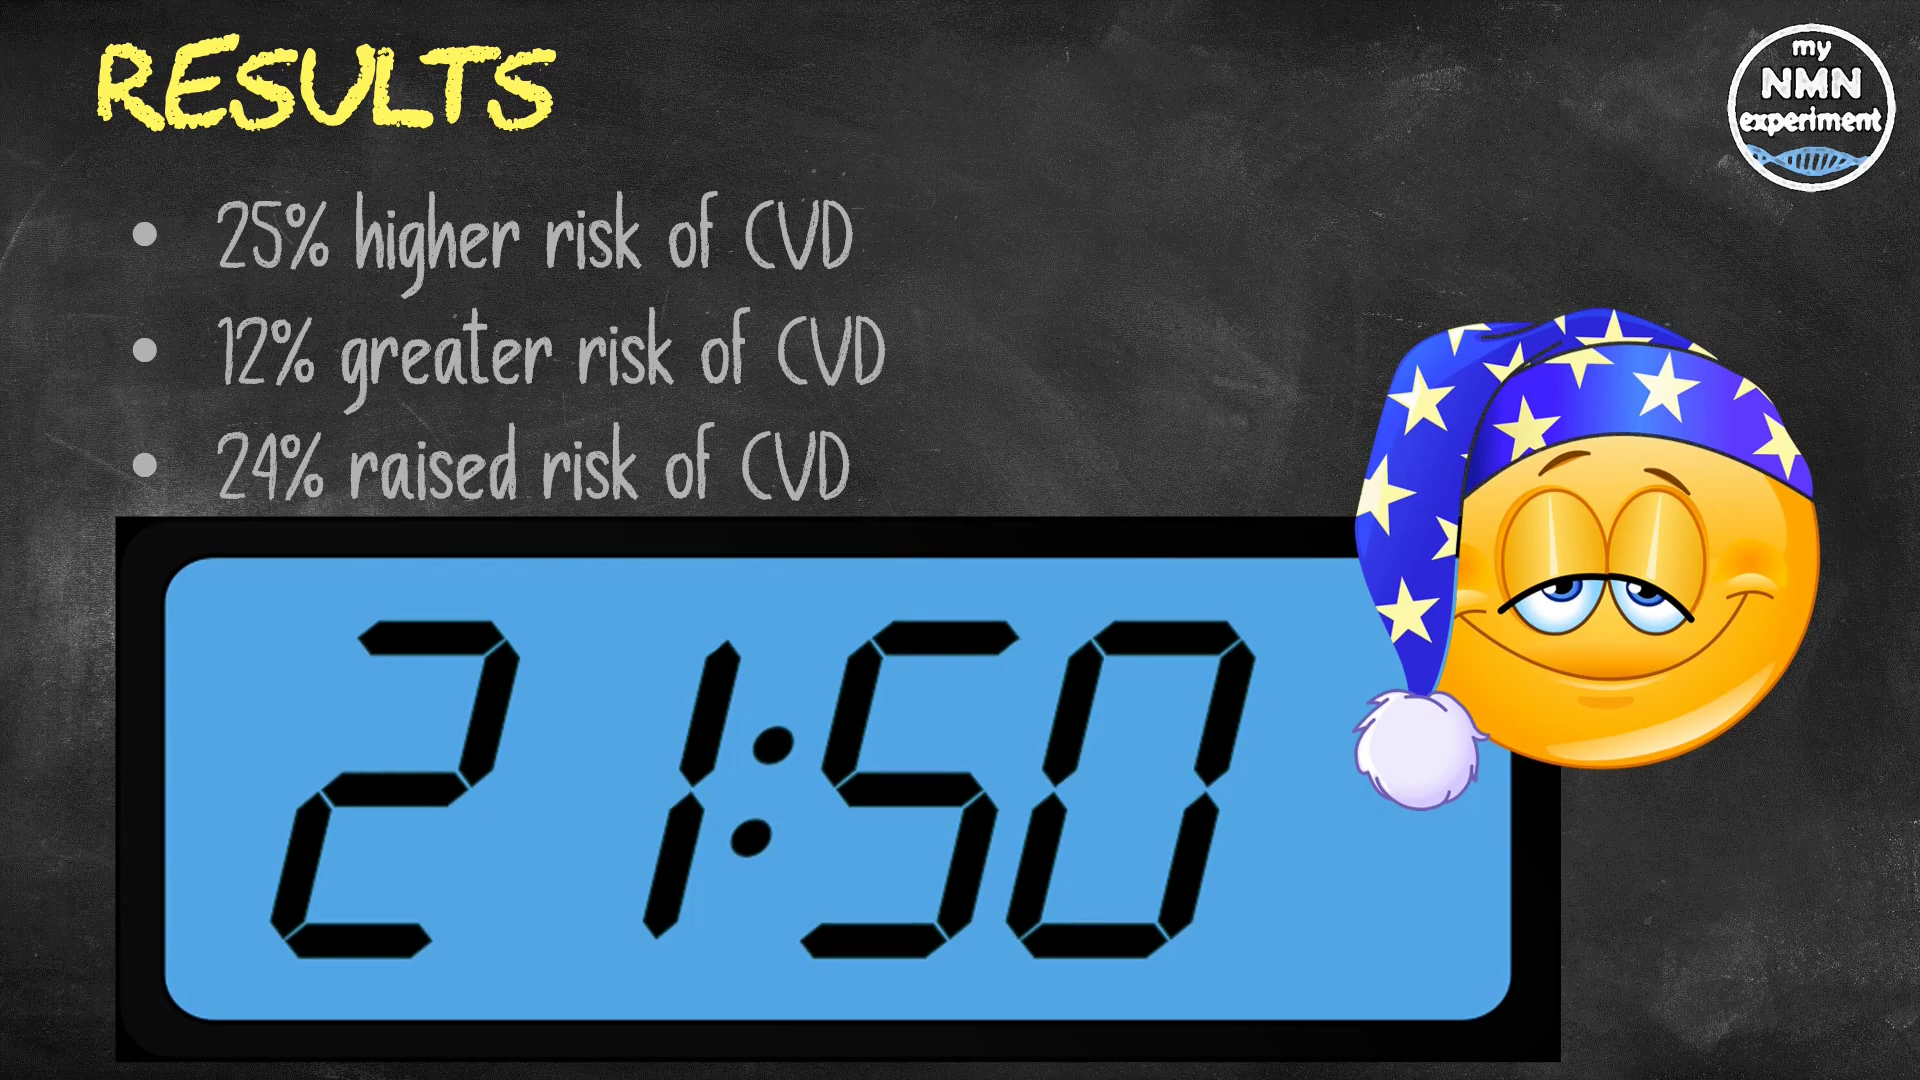 RESULTS
my
NMN
experiment
• 25% higher risk of CVD
• 12% greater risk of CVD
• 24% raised risk of CVD
21:50